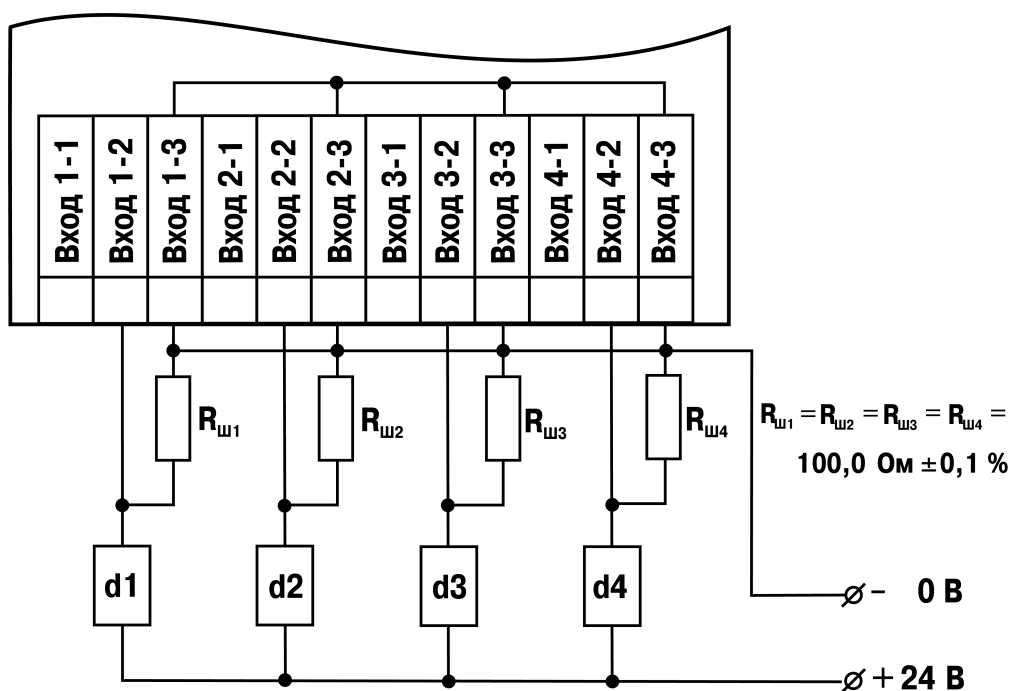 Вход 1-1
Вход 1-2
Вход 1-3
Вход 2-1
Вход 2-2
Вход 2-3
Вход 3-1
Вход 3-2
Вход 3-3
Вход 4-1
Вход 4-2
Вход 4-3
Rш1
Rш2
Rш3
Rш4
Rш1 = Rш2 = Rш3 = Rш4 =
100,0 Ом ±0,1 %
d1
d2
d3
d4
– 0 В
+ 24 В